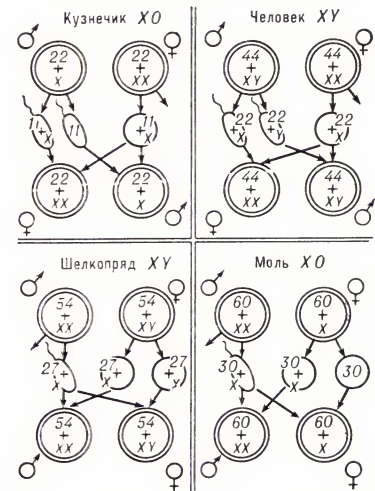 Кузнечик XO
♂ ♀
22 22
+ +
X XX
11 11 11
+X +X
22 22
+ +
XX X
♀ ♂
Человек XY
♂ ♀
44 44
+ +
XY XX
22 22 22
+X +Y +X
44 44
+ +
XX XY
♀ ♂
Шелкопряд XY
♂ ♀
54 54
+ +
XX XY
27 27 27
+X +X +X
54 54
+ +
XX XY
♂ ♀
Моль XO
♂ ♀
60 60
+ +
XX X
30 30 30
+X +X
60 60
+ +
XX X
♂ ♀